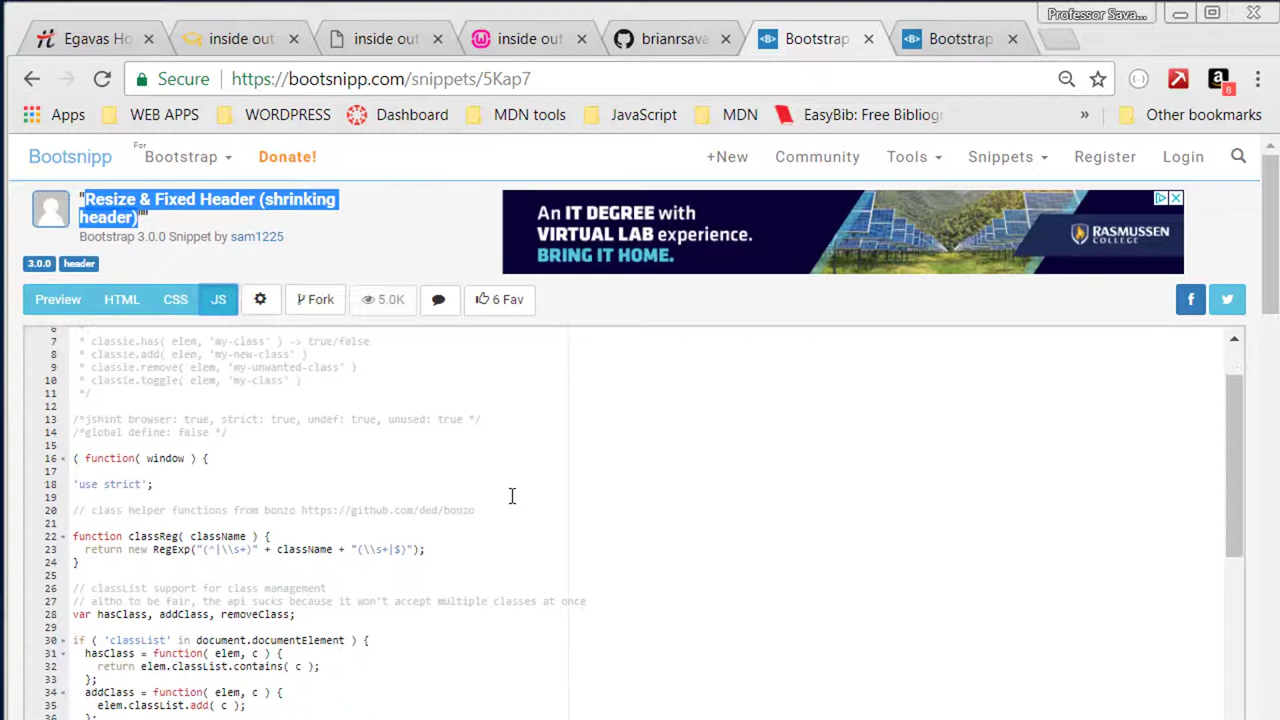 Professor Sava...
Egavas Ho
inside out
inside out
inside out
brianrsava
Bootstrap
Bootstrap
Secure
https://bootsnipp.com/snippets/5Kap7
8
Apps
WEB APPS
WORDPRESS
Dashboard
MDN tools
JavaScript
MDN
EasyBib: Free Bibliog
»
Other bookmarks
Bootsnipp
For
Bootstrap
Donate!
+New
Community
Tools
Snippets
Register
Login
"Resize & Fixed Header (shrinking
header)""
Bootstrap 3.0.0 Snippet by sam1225
3.0.0
header
An IT DEGREE with
VIRTUAL LAB experience.
BRING IT HOME.
RASMUSSEN
COLLEGE
Preview
HTML
CSS
JS
Fork
5.0K
6 Fav
6
7 * classie.has( elem, 'my-class' ) -> true/false
8 * classie.add( elem, 'my-new-class' )
9 * classie.remove( elem, 'my-unwanted-class' )
10 * classie.toggle( elem, 'my-class' )
11 */
12
13 /*jshint browser: true, strict: true, undef: true, unused: true */
14 /*global define: false */
15
16 ( function( window ) {
17
18 'use strict';
19
20 // class helper functions from bonzo https://github.com/ded/bonzo
21
22 function classReg( className ) {
23 return new RegExp("(^|\\s+)" + className + "(\\s+|$)");
24 }
25
26 // classList support for class management
27 // altho to be fair, the api sucks because it won't accept multiple classes at once
28 var hasClass, addClass, removeClass;
29
30 if ( 'classList' in document.documentElement ) {
31 hasClass = function( elem, c ) {
32 return elem.classList.contains( c );
33 };
34 addClass = function( elem, c ) {
35 elem.classList.add( c );
36 };